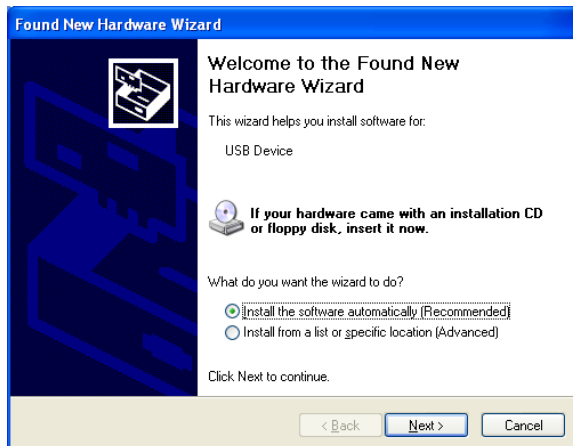 Found New Hardware Wizard
Welcome to the Found New
Hardware Wizard
This wizard helps you install software for:
USB Device
If your hardware came with an installation CD
or floppy disk, insert it now.
What do you want the wizard to do?
Install the software automatically (Recommended)
Install from a list or specific location (Advanced)
Click Next to continue.
< Back
Next >
Cancel